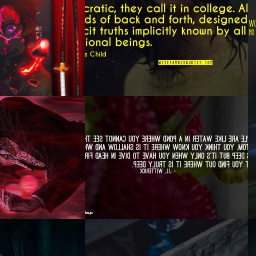 cratic, they call it in college. Al
ds of back and forth, designed
cit truths implicitly known by all
ional beings.
e Child
WISEFAMOUSQUOTES.COM
ARE LIKE WATER IN A POND WHERE YOU CANNOT SEE TH
YOU THINK YOU KNOW WHERE IT IS SHALLOW AND WH
DEEP BUT IT'S ONLY WHEN YOU HAVE TO DIVE IN HEAD FIR
YOU FIND OUT WHERE IT IS TRULY DEEP.
- J.L. WITTERICK